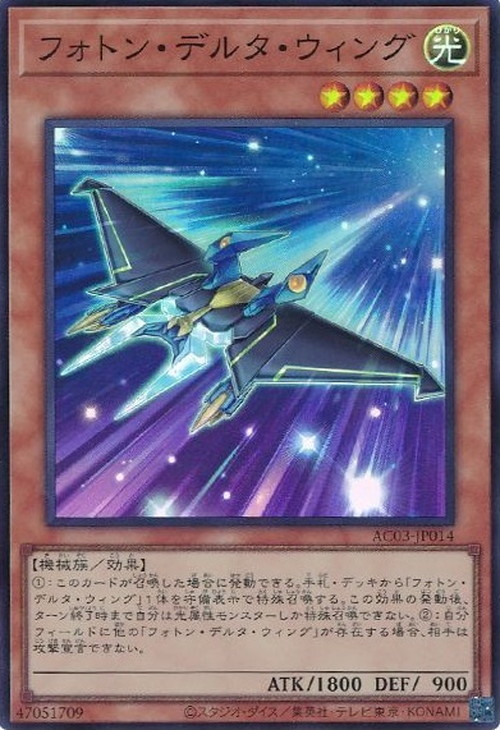 フォトン・デルタ・ウィング
光
AC03-JP014
【機械族/効果】
①:このカードが召喚した場合に発動できる。手札・デッキから「フォトン・
デルタ・ウィング」1体を守備表示で特殊召喚する。この効果の発動後、
ターン終了時まで自分は光属性モンスターしか特殊召喚できない。②:自分
フィールドに他の「フォトン・デルタ・ウィング」が存在する場合、相手は
攻撃宣言できない。
ATK/1800 DEF/ 900
47051709 ©スタジオ・ダイス/集英社・テレビ東京・KONAMI